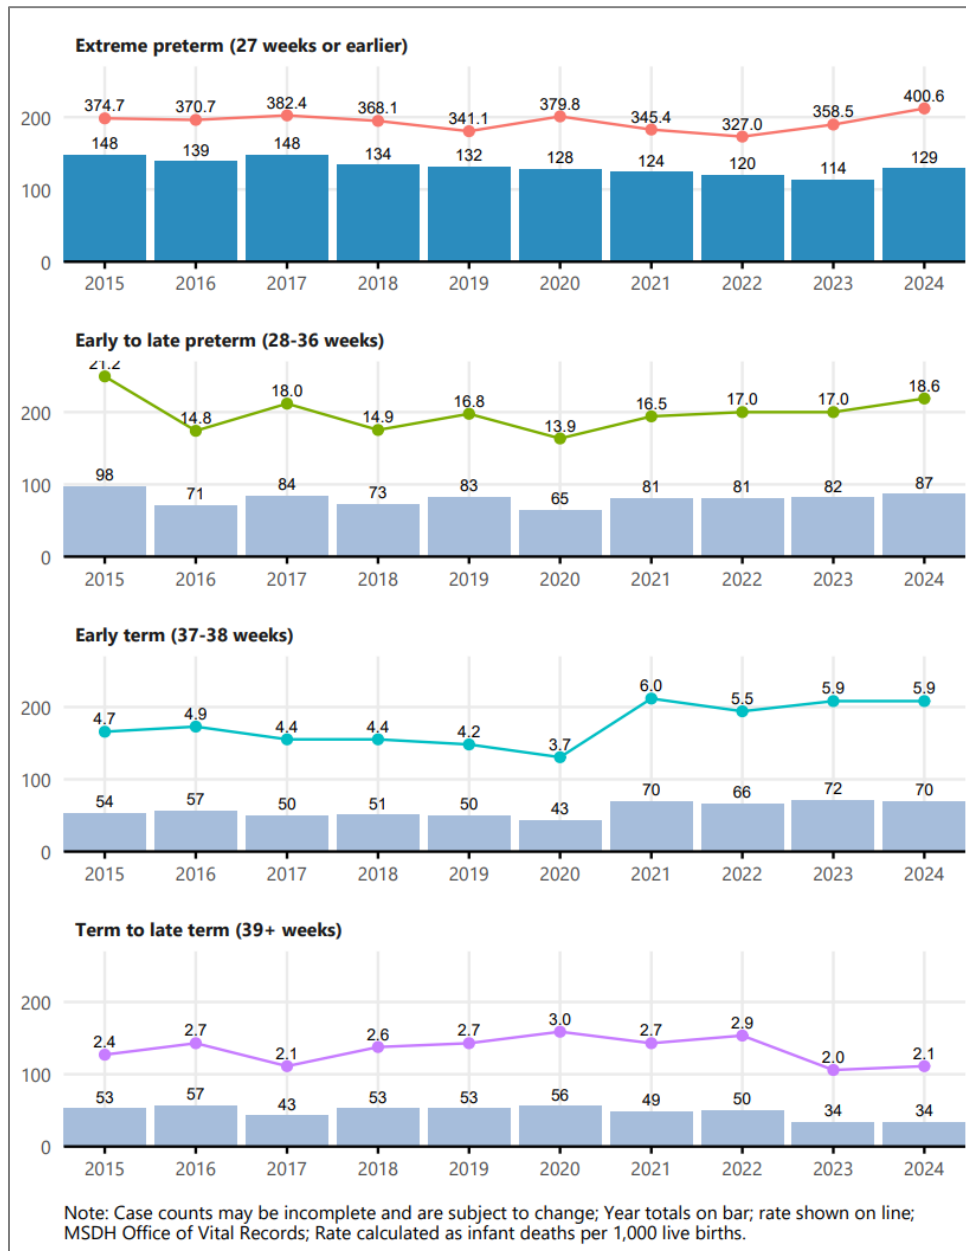 Extreme preterm (27 weeks or earlier)
374.7 370.7 382.4 368.1 341.1 379.8 345.4 327.0 358.5 400.6
200
148 139 148 134 132 128 124 120 114 129
100
0
2015 2016 2017 2018 2019 2020 2021 2022 2023 2024
Early to late preterm (28-36 weeks)
21.2 14.8 18.0 14.9 16.8 13.9 16.5 17.0 17.0 18.6
200
98 71 84 73 83 65 81 81 82 87
100
0
2015 2016 2017 2018 2019 2020 2021 2022 2023 2024
Early term (37-38 weeks)
4.7 4.9 4.4 4.4 4.2 3.7 6.0 5.5 5.9 5.9
200
100
54 57 50 51 50 43 70 66 72 70
0
2015 2016 2017 2018 2019 2020 2021 2022 2023 2024
Term to late term (39+ weeks)
200
2.4 2.7 2.1 2.6 2.7 3.0 2.7 2.9 2.0 2.1
100
53 57 43 53 53 56 49 50 34 34
0
2015 2016 2017 2018 2019 2020 2021 2022 2023 2024
Note: Case counts may be incomplete and are subject to change; Year totals on bar; rate shown on line;
MSDH Office of Vital Records; Rate calculated as infant deaths per 1,000 live births.